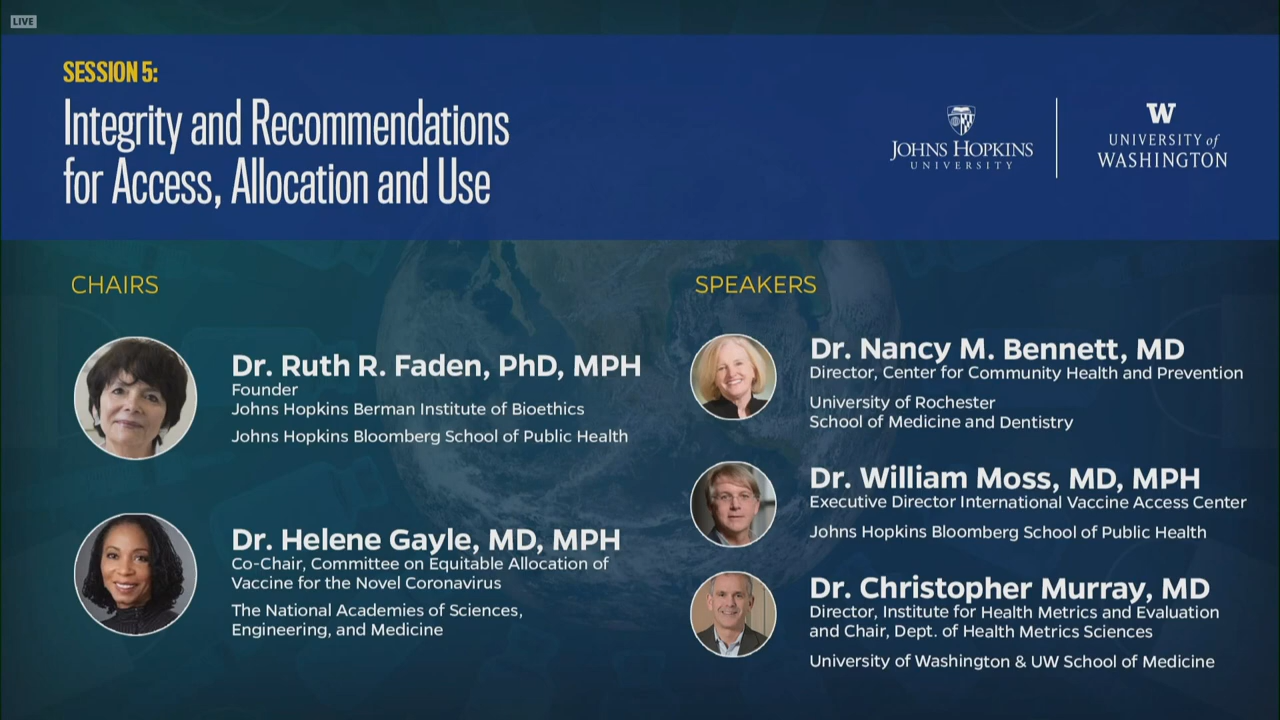 LIVE
SESSION 5:
Integrity and Recommendations
for Access, Allocation and Use
JOHNS HOPKINS
UNIVERSITY
W
UNIVERSITY of
WASHINGTON
CHAIRS
Dr. Ruth R. Faden, PhD, MPH
Founder
Johns Hopkins Berman Institute of Bioethics
Johns Hopkins Bloomberg School of Public Health
Dr. Helene Gayle, MD, MPH
Co-Chair, Committee on Equitable Allocation of
Vaccine for the Novel Coronavirus
The National Academies of Sciences,
Engineering, and Medicine
SPEAKERS
Dr. Nancy M. Bennett, MD
Director, Center for Community Health and Prevention
University of Rochester
School of Medicine and Dentistry
Dr. William Moss, MD, MPH
Executive Director International Vaccine Access Center
Johns Hopkins Bloomberg School of Public Health
Dr. Christopher Murray, MD
Director, Institute for Health Metrics and Evaluation
and Chair, Dept. of Health Metrics Sciences
University of Washington & UW School of Medicine